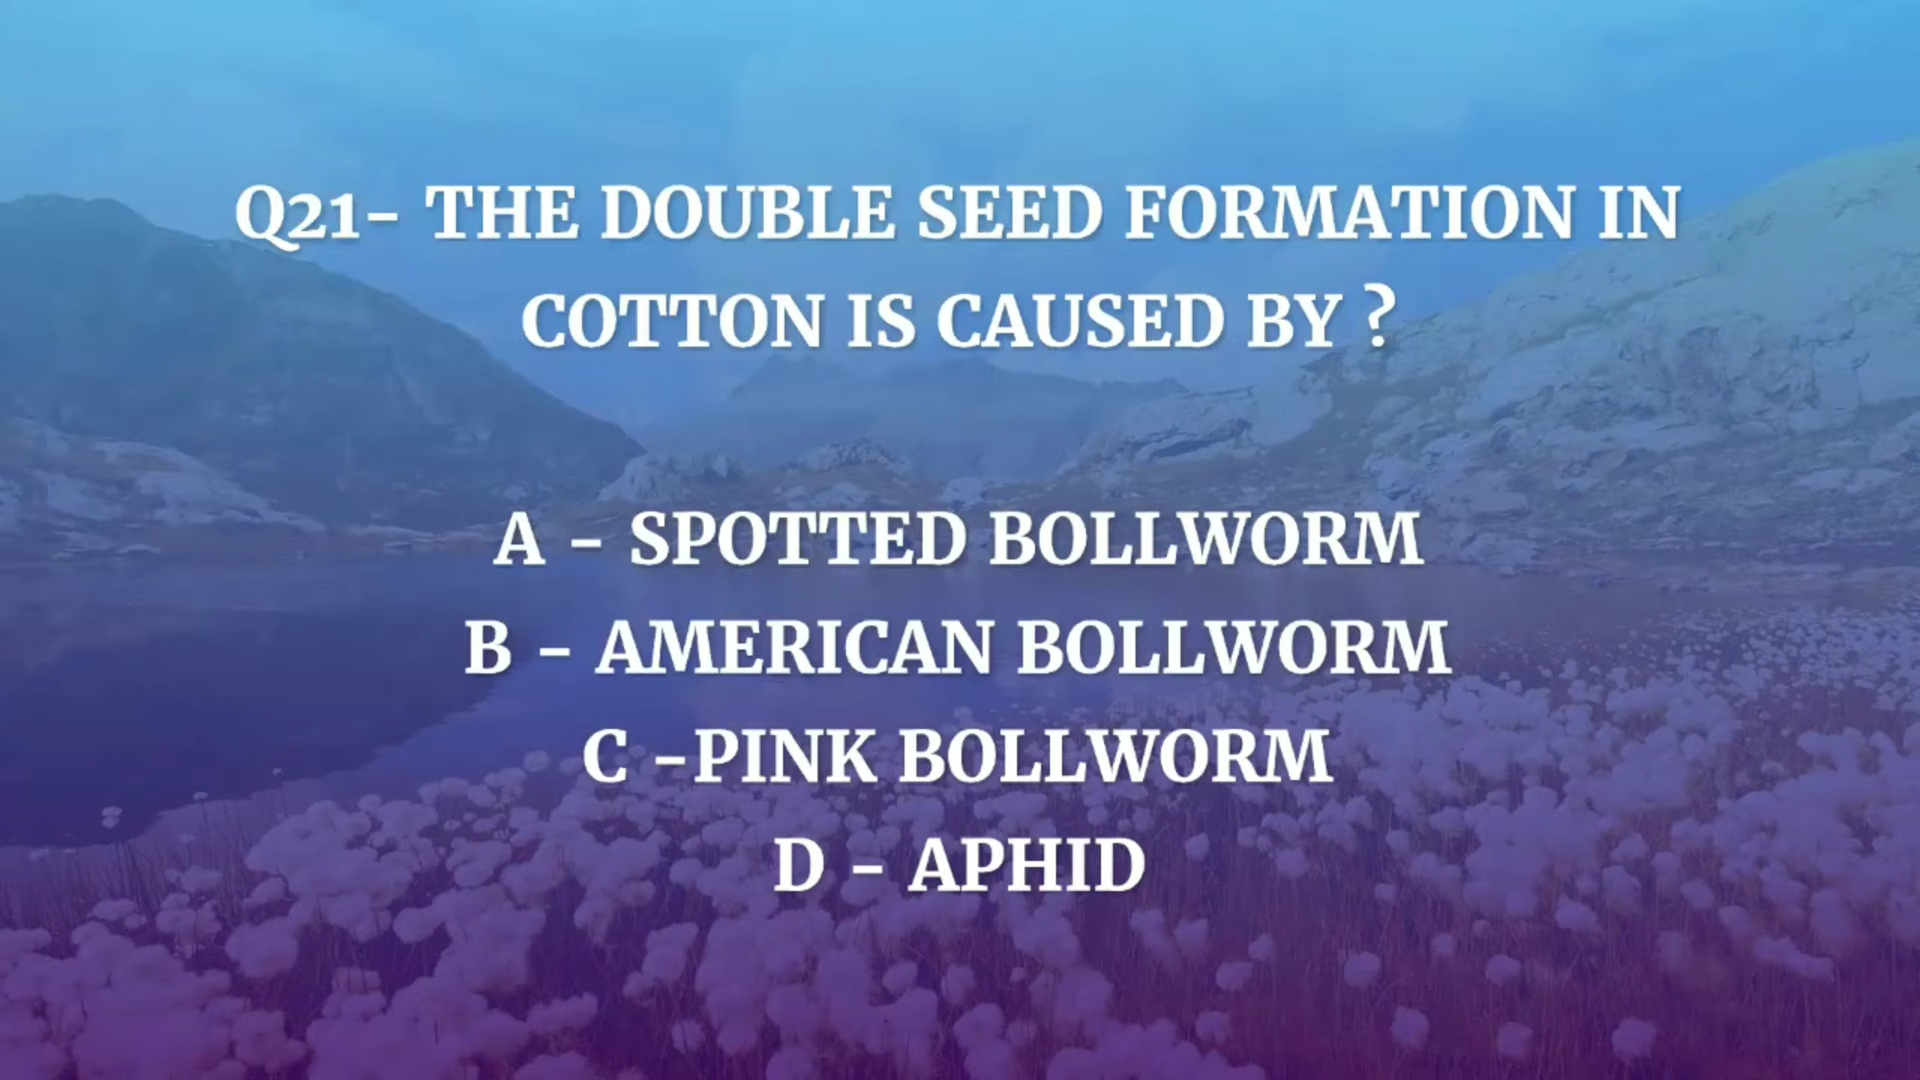 Q21- THE DOUBLE SEED FORMATION IN
COTTON IS CAUSED BY ?
A - SPOTTED BOLLWORM
B - AMERICAN BOLLWORM
C -PINK BOLLWORM
D - APHID